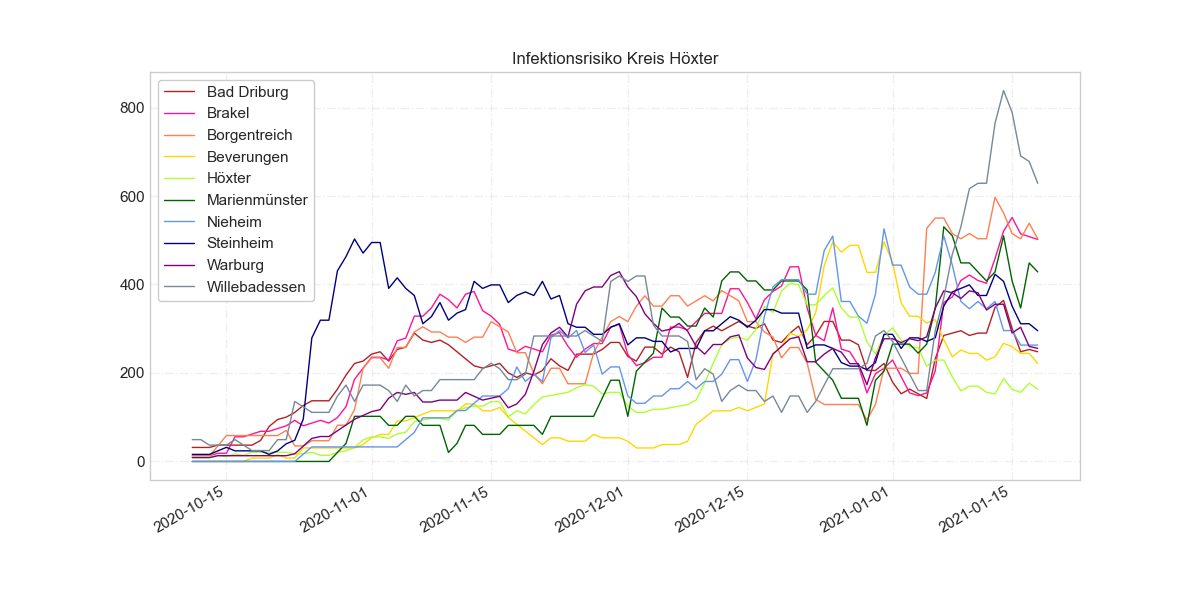 Infektionsrisiko Kreis Höxter
Bad Driburg
Brakel
Borgentreich
Beverungen
Höxter
Marienmünster
Nieheim
Steinheim
Warburg
Willebadessen
800
600
400
200
0
2020-10-15
2020-11-01
2020-11-15
2020-12-01
2020-12-15
2021-01-01
2021-01-15